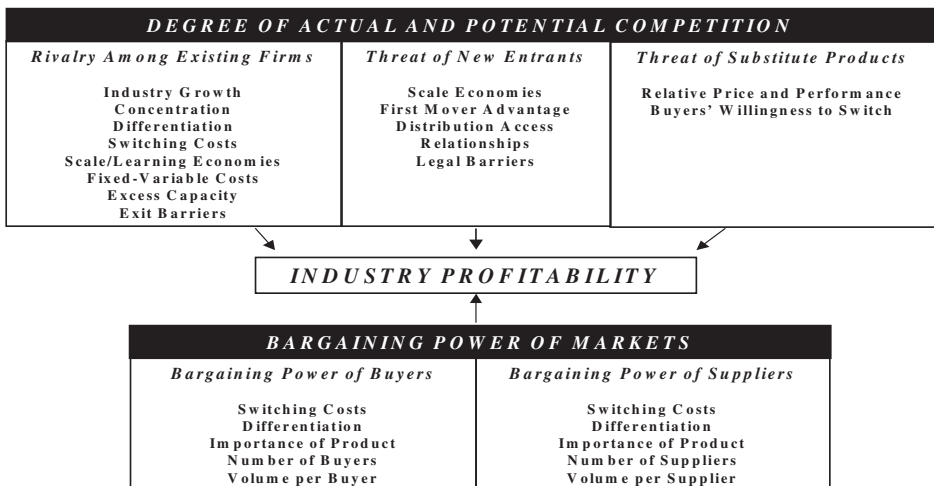 DEGREE OF ACTUAL AND POTENTIAL COMPETITION
Rivalry Among Existing Firms
Industry Growth
Concentration
Differentiation
Switching Costs
Scale/Learning Economies
Fixed-Variable Costs
Excess Capacity
Exit Barriers
Threat of New Entrants
Scale Economies
First Mover Advantage
Distribution Access
Relationships
Legal Barriers
Threat of Substitute Products
Relative Price and Performance
Buyers' Willingness to Switch
INDUSTRY PROFITABILITY
BARGAINING POWER OF MARKETS
Bargaining Power of Buyers
Switching Costs
Differentiation
Importance of Product
Number of Buyers
Volume per Buyer
Bargaining Power of Suppliers
Switching Costs
Differentiation
Importance of Product
Number of Suppliers
Volume per Supplier